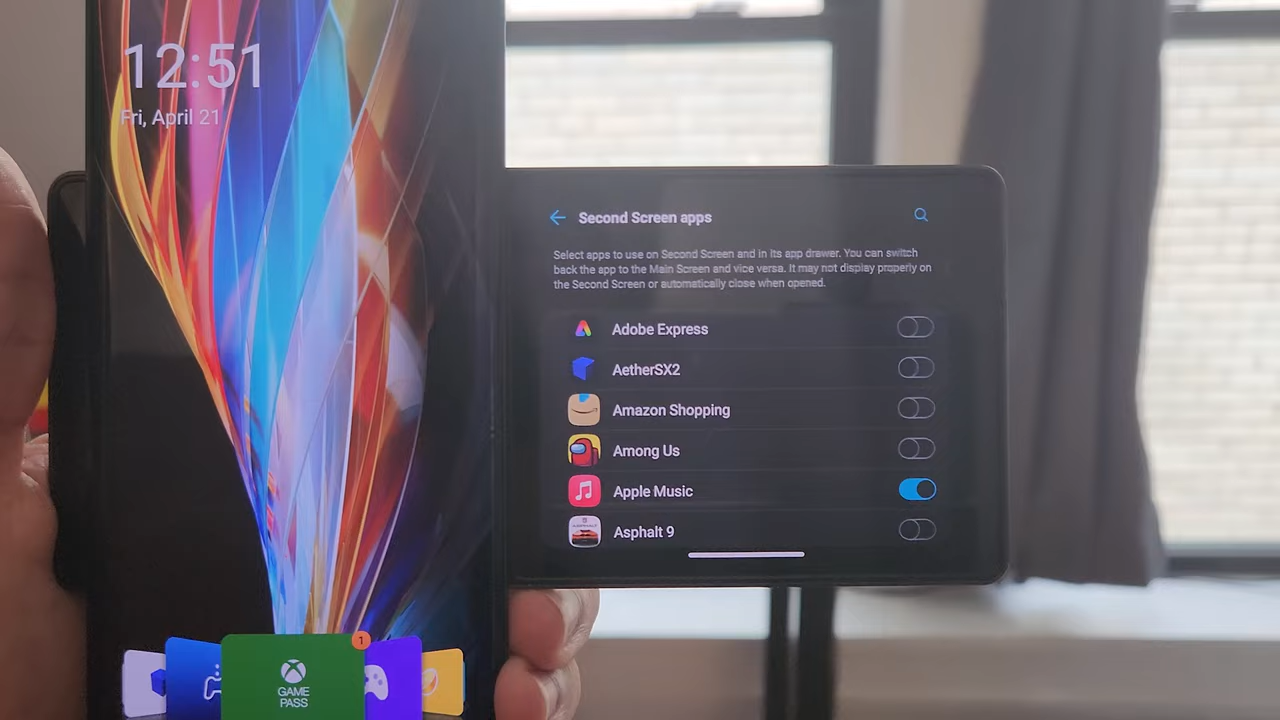 12:51
Fri, April 21
Second Screen apps
Select apps to use on Second Screen and in its app drawer. You can switch
back the app to the Main Screen and vice versa. It may not display properly on
the Second Screen or automatically close when opened.
Adobe Express
AetherSX2
Amazon Shopping
Among Us
Apple Music
Asphalt 9
1
GAME
PASS